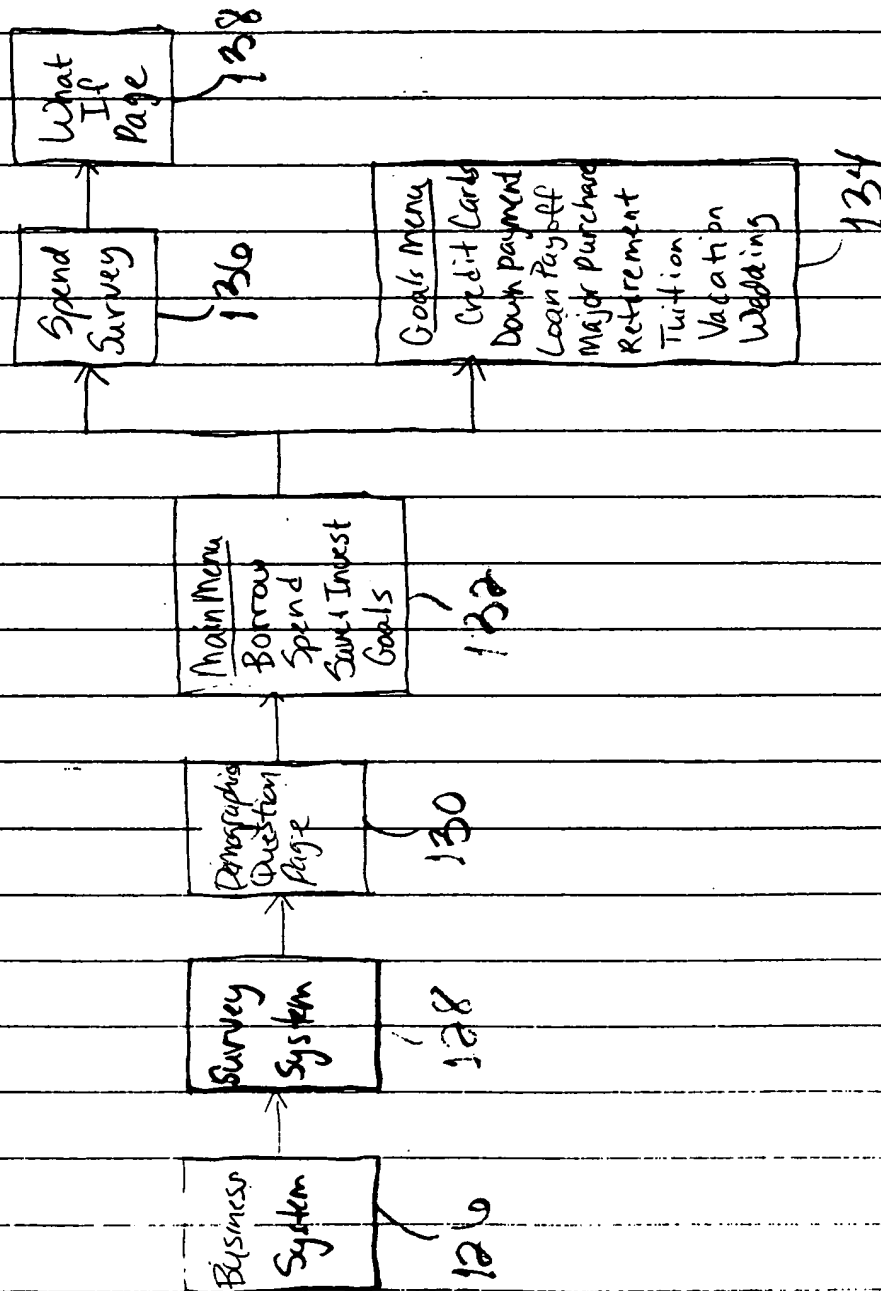 Business
System
126
Survey
System
128
Demographic
Question
Page
130
Main Menu
Borrow
Spend
Save & Invest
Goals
132
Spend
Survey
136
What
If
Page
138
Goals Menu
Credit Cards
Down payment
Loan Payoff
Major Purchase
Retirement
Tuition
Vacation
Wedding
134